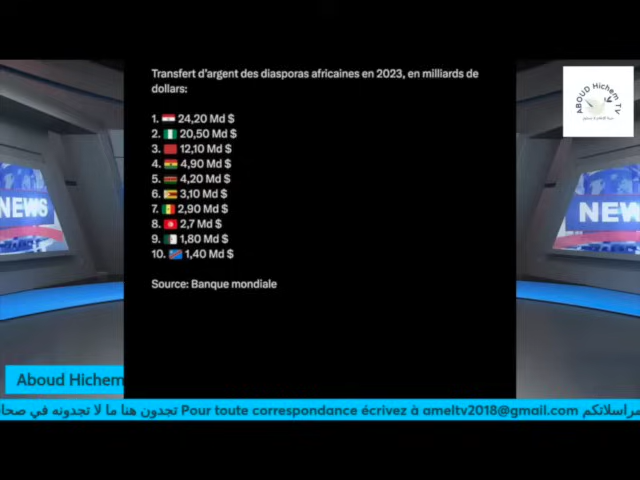 Transfert d'argent des diasporas africaines en 2023, en milliards de
dollars:
1. 🇪🇬 24,20 Md $
2. 🇳🇬 20,50 Md $
3. 🇲🇦 12,10 Md $
4. 🇬🇭 4,90 Md $
5. 🇰🇪 4,20 Md $
6. 🇿🇼 3,10 Md $
7. 🇸🇳 2,90 Md $
8. 🇹🇳 2,7 Md $
9. 🇩🇿 1,80 Md $
10. 🇨🇩 1,40 Md $
Source: Banque mondiale
ABOUD Hichem TV
NEWS
NEW
Aboud Hichem
تجدون هنا ما لا تجدونه في Pour toute correspondance écrivez à ameltv2018@gmail.com